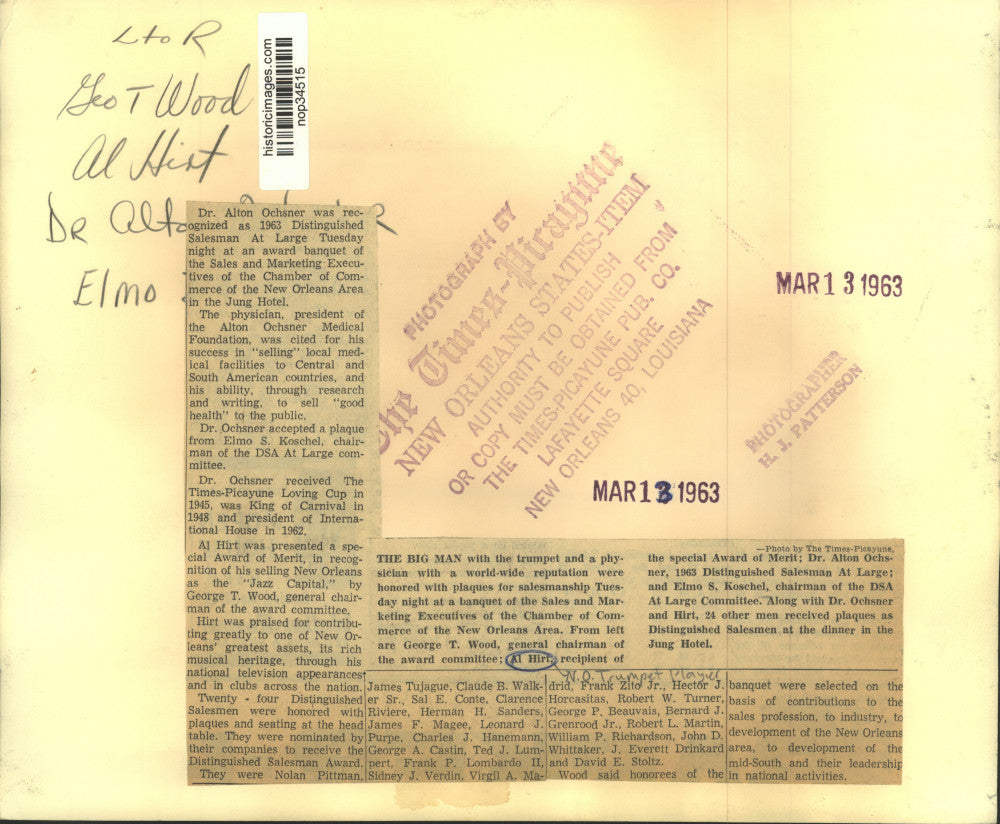 L to R
Geo T Wood
Al Hirt
Dr Alton
Elmo
historicimages.com
nop34515
PHOTOGRAPH BY
The Times-Picayune
NEW ORLEANS STATES-ITEM
AUTHORITY TO PUBLISH
OR COPY MUST BE OBTAINED FROM
THE TIMES-PICAYUNE PUB. CO.
LAFAYETTE SQUARE
NEW ORLEANS 40, LOUISIANA
MAR 13 1963
PHOTOGRAPHER
H. J. PATTERSON
MAR 13 1963
Dr. Alton Ochsner was rec-
ognized as 1963 Distinguished
Salesman At Large Tuesday
night at an award banquet of
the Sales and Marketing Execu-
tives of the Chamber of Com-
merce of the New Orleans Area
in the Jung Hotel.
The physician, president of
the Alton Ochsner Medical
Foundation, was cited for his
success in "selling" local med-
ical facilities to Central and
South American countries, and
his ability, through research
and writing, to sell "good
health" to the public.
Dr. Ochsner accepted a plaque
from Elmo S. Koschel, chair-
man of the DSA At Large com-
mittee.
Dr. Ochsner received The
Times-Picayune Loving Cup in
1945, was King of Carnival in
1948 and president of Interna-
tional House in 1962.
Al Hirt was presented a spe-
cial Award of Merit, in recog-
nition of his selling New Orleans
as the "Jazz Capital," by
George T. Wood, general chair-
man of the award committee.
Hirt was praised for contribu-
ting greatly to one of New Or-
leans' greatest assets, its rich
musical heritage, through his
national television appearances
and in clubs across the nation.
Twenty - four Distinguished
Salesmen were honored with
plaques and seating at the head
table. They were nominated by
their companies to receive the
Distinguished Salesman Award.
They were Nolan Pittman,
James Tujague, Claude B. Walk-
er Sr., Sal E. Conte, Clarence
Riviere, Herman H. Sanders,
James F. Magee, Leonard J.
Purpe, Charles J. Hanemann,
George A. Castin, Ted J. Lum-
pert, Frank P. Lombardo II,
Sidney J. Verdin, Virgil A. Ma-
drid, Frank Zito Jr., Hector J.
Horcasitas, Robert W. Turner,
George P. Beauvais, Bernard J.
Grenrood Jr., Robert L. Martin,
William P. Richardson, John D.
Whittaker, J. Everett Drinkard
and David E. Stoltz.
Wood said honorees of the
banquet were selected on the
basis of contributions to the
sales profession, to industry, to
development of the New Orleans
area, to development of the
mid-South and their leadership
in national activities.
THE BIG MAN with the trumpet and a phy-
sician with a world-wide reputation were
honored with plaques for salesmanship Tues-
day night at a banquet of the Sales and Mar-
keting Executives of the Chamber of Com-
merce of the New Orleans Area. From left
are George T. Wood, general chairman of
the award committee; Al Hirt, recipient of
—Photo by The Times-Picayune.
the special Award of Merit; Dr. Alton Ochs-
ner, 1963 Distinguished Salesman At Large;
and Elmo S. Koschel, chairman of the DSA
At Large Committee. Along with Dr. Ochsner
and Hirt, 24 other men received plaques as
Distinguished Salesmen at the dinner in the
Jung Hotel.
N.O. Trumpet Player